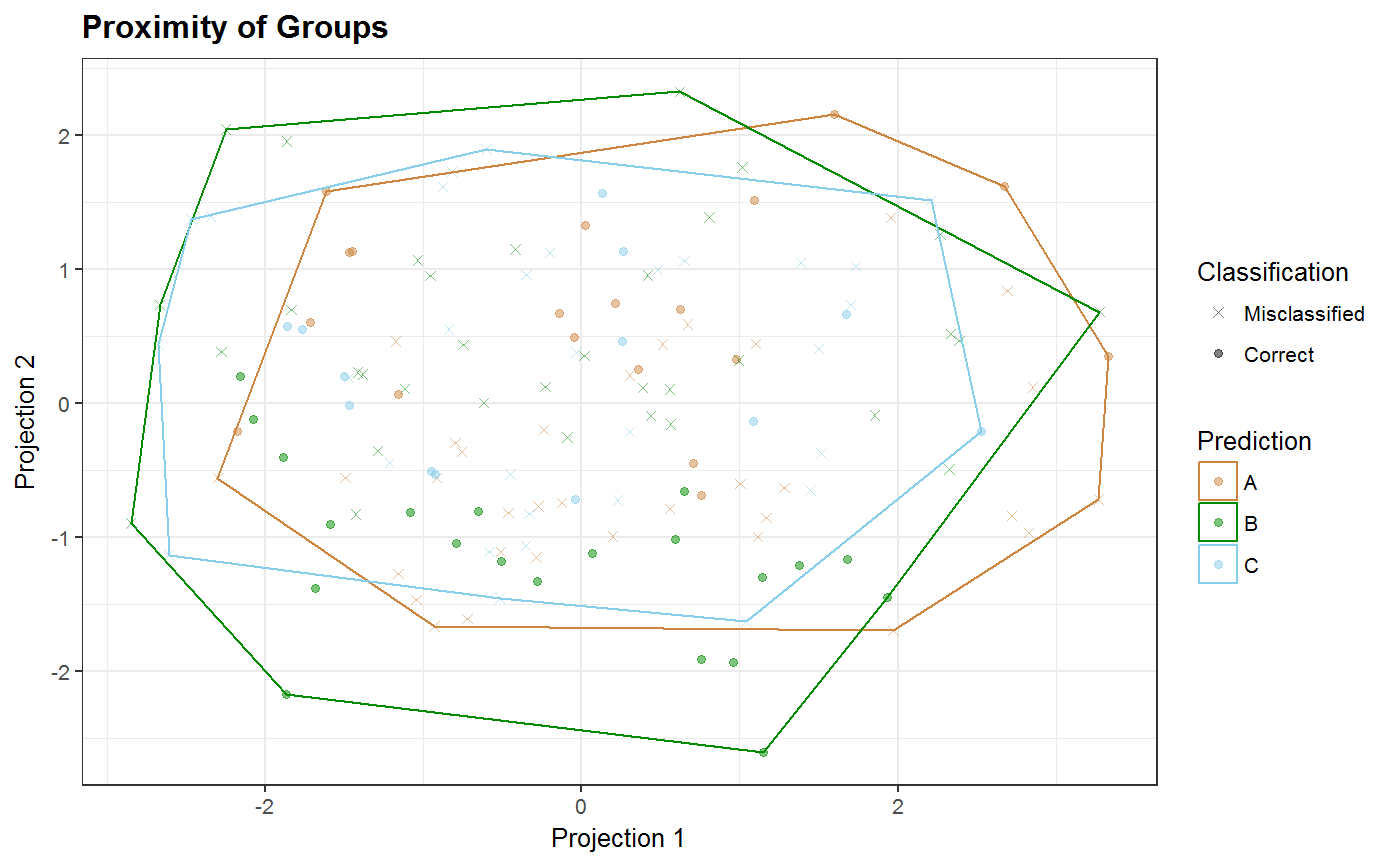 Proximity of Groups
2
1
0
-1
-2
Projection 2
-2
0
2
Projection 1
Classification
Misclassified
Correct
Prediction
A
B
C